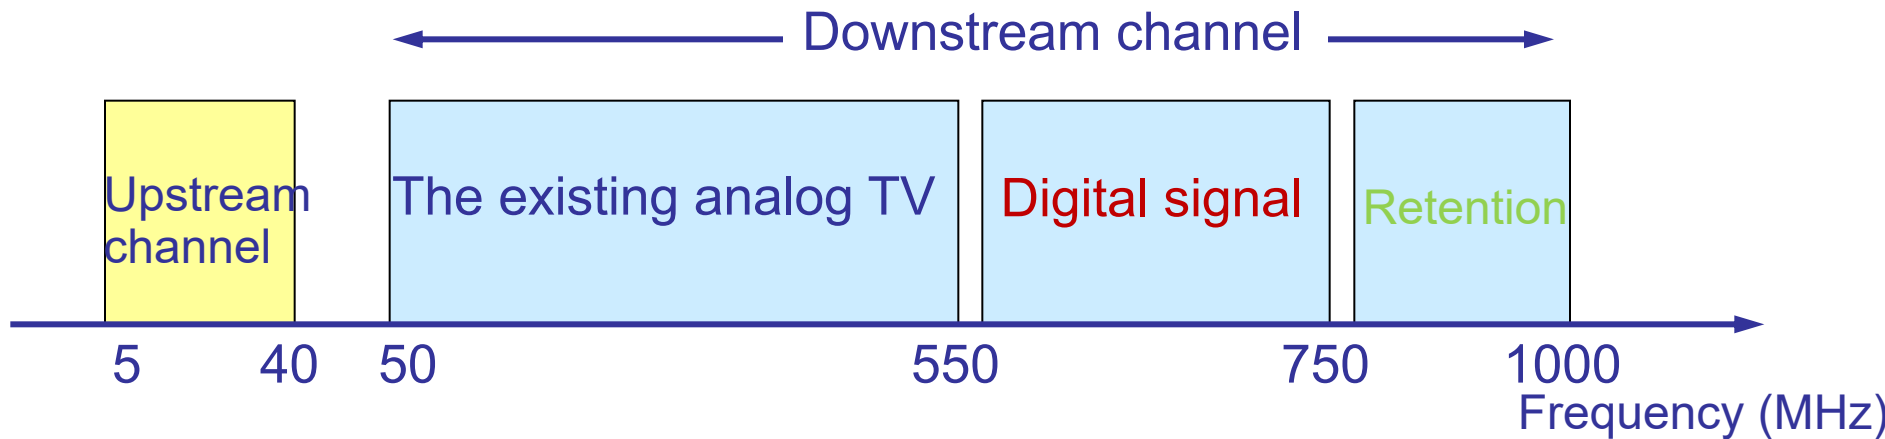 Downstream channel
Upstream
channel
The existing analog TV
Digital signal
Retention
5
40
50
550
750
1000
Frequency (MHz)